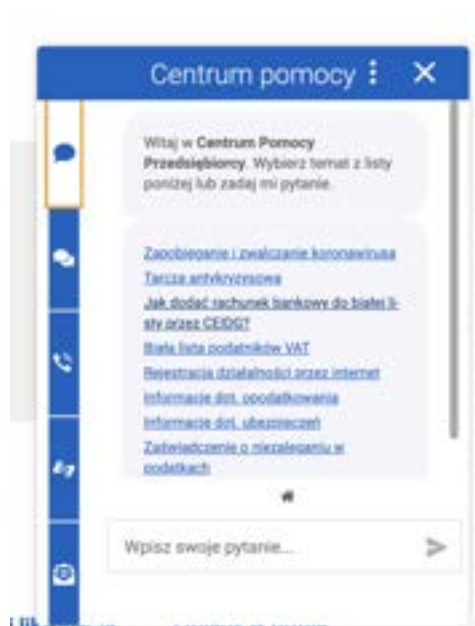 Centrum pomocy
Witaj w Centrum Pomocy
Przedsiębiorcy. Wybierz temat z listy
poniżej lub zadaj mi pytanie.
Zapobieganie i zwalczanie koronawirusa
Tarcza antykryzysowa
Jak dodać rachunek bankowy do białej li-
sty przez CEIDG?
Biała lista podatników VAT
Rejestracja działalności przez internet
Informacje dot. opodatkowania
Informacje dot. ubezpieczeń
Zaświadczenie o niezaleganiu w
podatkach
Wpisz swoje pytanie...